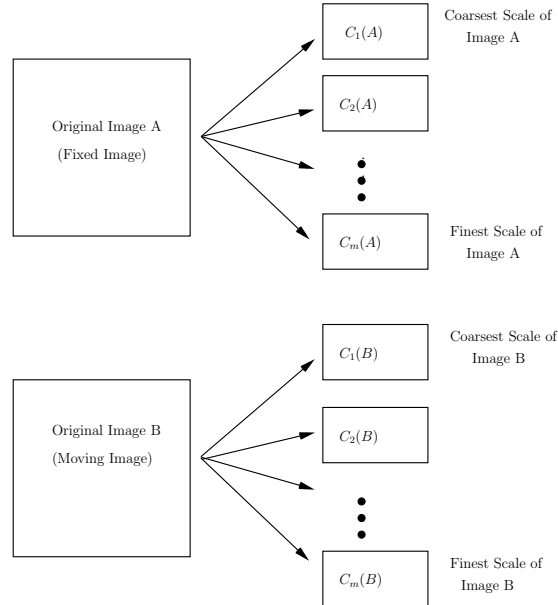 C₁(A)
Coarsest Scale of
Image A
C₂(A)
Original Image A
(Fixed Image)
Cₘ(A)
Finest Scale of
Image A
C₁(B)
Coarsest Scale of
Image B
C₂(B)
Original Image B
(Moving Image)
Cₘ(B)
Finest Scale of
Image B